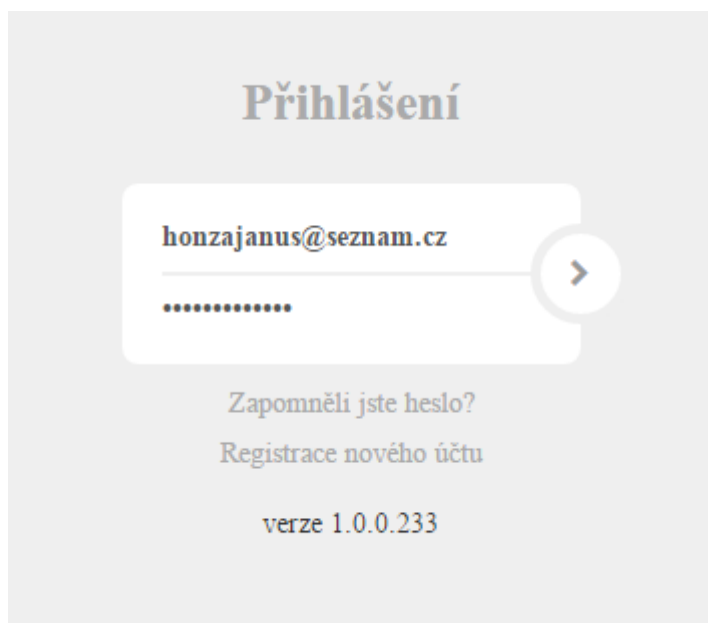 Přihlášení
honzajanus@seznam.cz
•••••••••••••
Zapomněli jste heslo?
Registrace nového účtu
verze 1.0.0.233